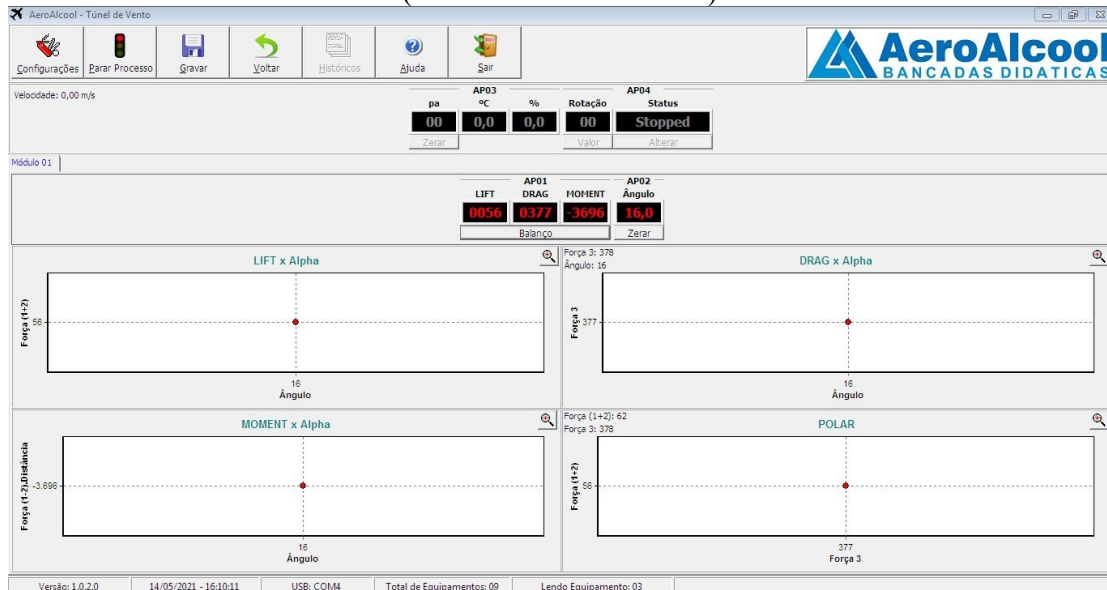 AeroAlcool - Túnel de Vento
Configurações Parar Processo Gravar Voltar Históricos Ajuda Sair
AeroAlcool
BANCADAS DIDATICAS
Velocidade: 0,00 m/s
AP03 AP04
pa ºC % Rotação Status
00 0,0 0,0 00 Stopped
Zerar Valor Alterar
Módulo 01
AP01 AP02
LIFT DRAG MOMENT Ângulo
0056 0377 -3696 16,0
Balanço Zerar
LIFT x Alpha
Força (1+2)
56
16
Ângulo
Força 3: 378
Ângulo: 16
DRAG x Alpha
Força 3
377
16
Ângulo
MOMENT x Alpha
Força (1-2).Distância
-3.696
16
Ângulo
Força (1+2): 62
Força 3: 378
POLAR
Força (1+2)
56
377
Força 3
Versão: 1.0.2.0 14/05/2021 - 16:10:11 USB: COM4 Total de Equipamentos: 09 Lendo Equipamento: 03